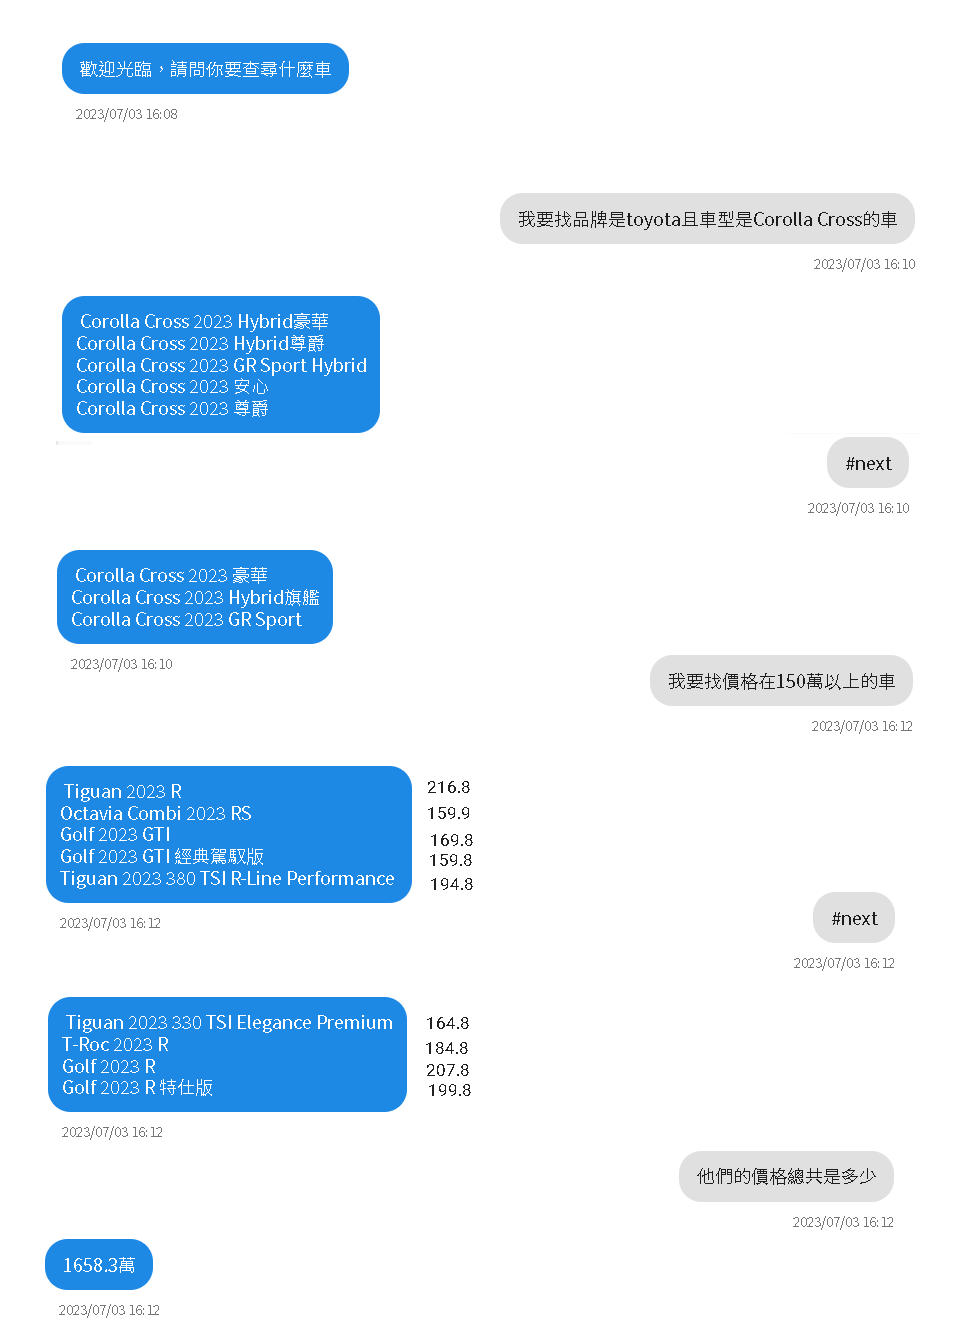 歡迎光臨，請問你要查尋什麼車
2023/07/03 16:08
我要找品牌是toyota且車型是Corolla Cross的車
2023/07/03 16:10
Corolla Cross 2023 Hybrid豪華
Corolla Cross 2023 Hybrid尊爵
Corolla Cross 2023 GR Sport Hybrid
Corolla Cross 2023 安心
Corolla Cross 2023 尊爵
#next
2023/07/03 16:10
Corolla Cross 2023 豪華
Corolla Cross 2023 Hybrid旗艦
Corolla Cross 2023 GR Sport
2023/07/03 16:10
我要找價格在150萬以上的車
2023/07/03 16:12
Tiguan 2023 R 216.8
Octavia Combi 2023 RS 159.9
Golf 2023 GTI 169.8
Golf 2023 GTI 經典駕馭版 159.8
Tiguan 2023 380 TSI R-Line Performance 194.8
2023/07/03 16:12
#next
2023/07/03 16:12
Tiguan 2023 330 TSI Elegance Premium 164.8
T-Roc 2023 R 184.8
Golf 2023 R 207.8
Golf 2023 R 特仕版 199.8
2023/07/03 16:12
他們的價格總共是多少
2023/07/03 16:12
1658.3萬
2023/07/03 16:12